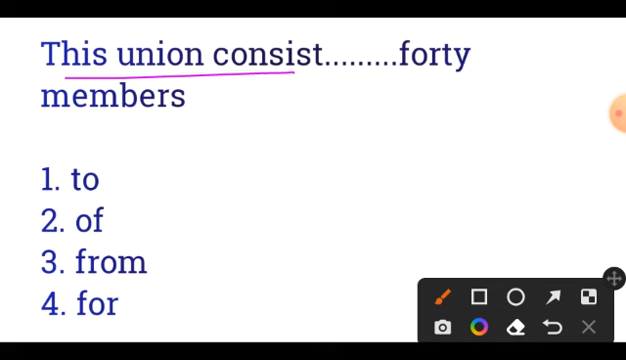 This union consist.........forty
members
1. to
2. of
3. from
4. for